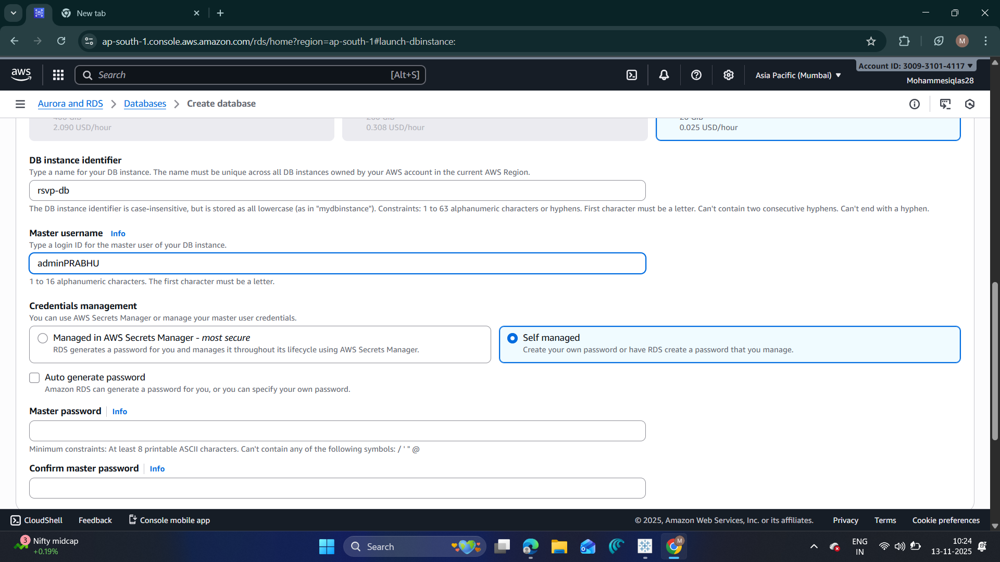 New tab
ap-south-1.console.aws.amazon.com/rds/home?region=ap-south-1#launch-dbinstance:
M
aws
Search
[Alt+S]
Asia Pacific (Mumbai)
Account ID: 3009-3101-4117
Mohammesiqlas28
Aurora and RDS
Databases
Create database
2.090 USD/hour
0.308 USD/hour
0.025 USD/hour
DB instance identifier
Type a name for your DB instance. The name must be unique across all DB instances owned by your AWS account in the current AWS Region.
rsvp-db
The DB instance identifier is case-insensitive, but is stored as all lowercase (as in "mydbinstance"). Constraints: 1 to 63 alphanumeric characters or hyphens. First character must be a letter. Can't contain two consecutive hyphens. Can't end with a hyphen.
Master username Info
Type a login ID for the master user of your DB instance.
adminPRABHU
1 to 16 alphanumeric characters. The first character must be a letter.
Credentials management
You can use AWS Secrets Manager or manage your master user credentials.
Managed in AWS Secrets Manager - most secure
RDS generates a password for you and manages it throughout its lifecycle using AWS Secrets Manager.
Self managed
Create your own password or have RDS create a password that you manage.
Auto generate password
Amazon RDS can generate a password for you, or you can specify your own password.
Master password Info
Minimum constraints: At least 8 printable ASCII characters. Can't contain any of the following symbols: / ' " @
Confirm master password Info
CloudShell
Feedback
Console mobile app
© 2025, Amazon Web Services, Inc. or its affiliates.
Privacy
Terms
Cookie preferences
3
Nifty midcap
+0.19%
Search
M
ENG
IN
10:24
13-11-2025